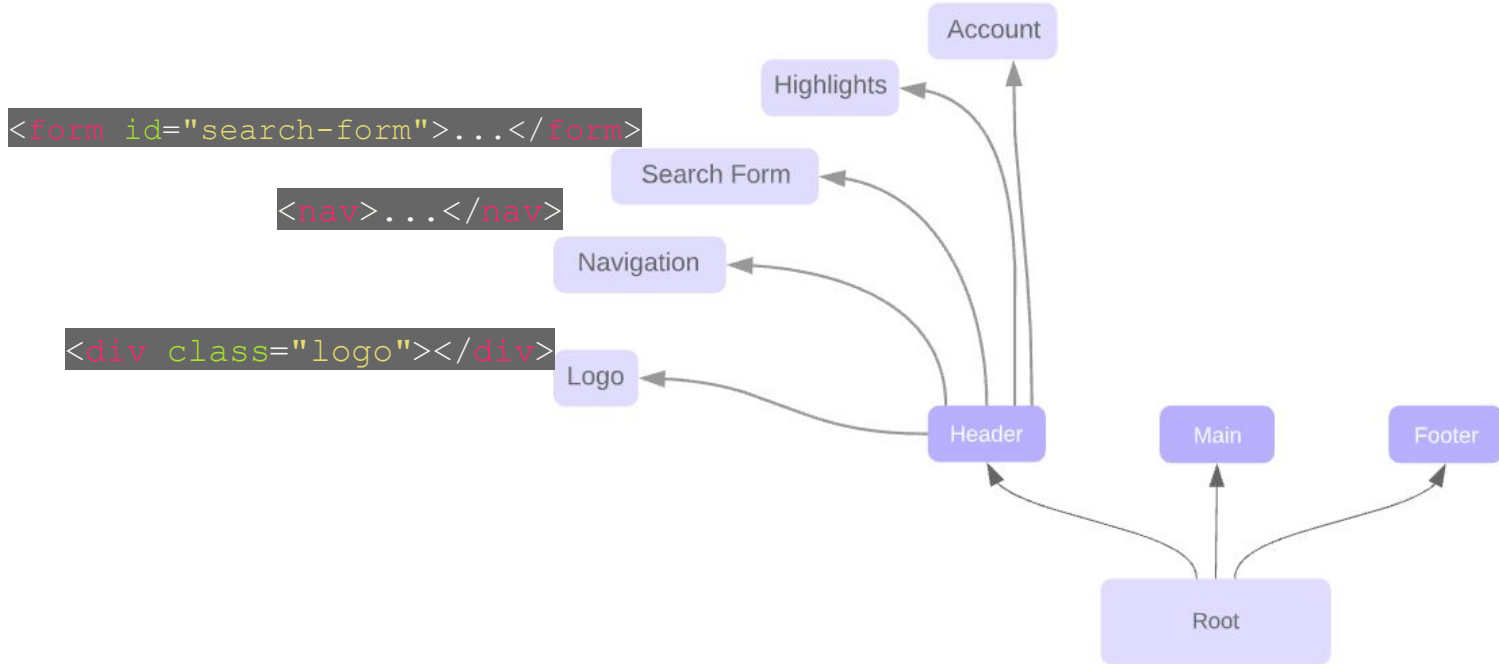 Account
Highlights
<form id="search-form">...</form>
Search Form
<nav>...</nav>
Navigation
<div class="logo"></div>
Logo
Header
Main
Footer
Root